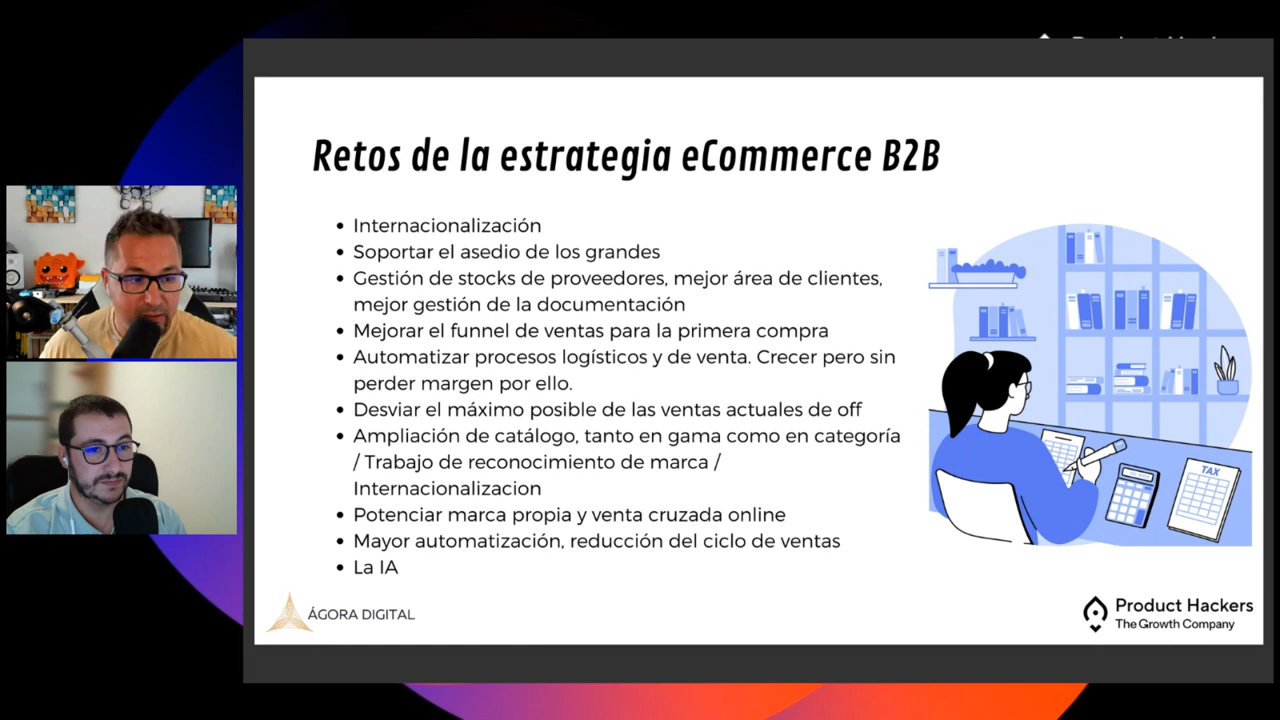 Retos de la estrategia eCommerce B2B
Internacionalización
Soportar el asedio de los grandes
Gestión de stocks de proveedores, mejor área de clientes,
mejor gestión de la documentación
Mejorar el funnel de ventas para la primera compra
Automatizar procesos logísticos y de venta. Crecer pero sin
perder margen por ello.
Desviar el máximo posible de las ventas actuales de off
Ampliación de catálogo, tanto en gama como en categoría
/ Trabajo de reconocimiento de marca /
Internacionalizacion
Potenciar marca propia y venta cruzada online
Mayor automatización, reducción del ciclo de ventas
La IA
TAX
ÁGORA DIGITAL
Product Hackers
The Growth Company